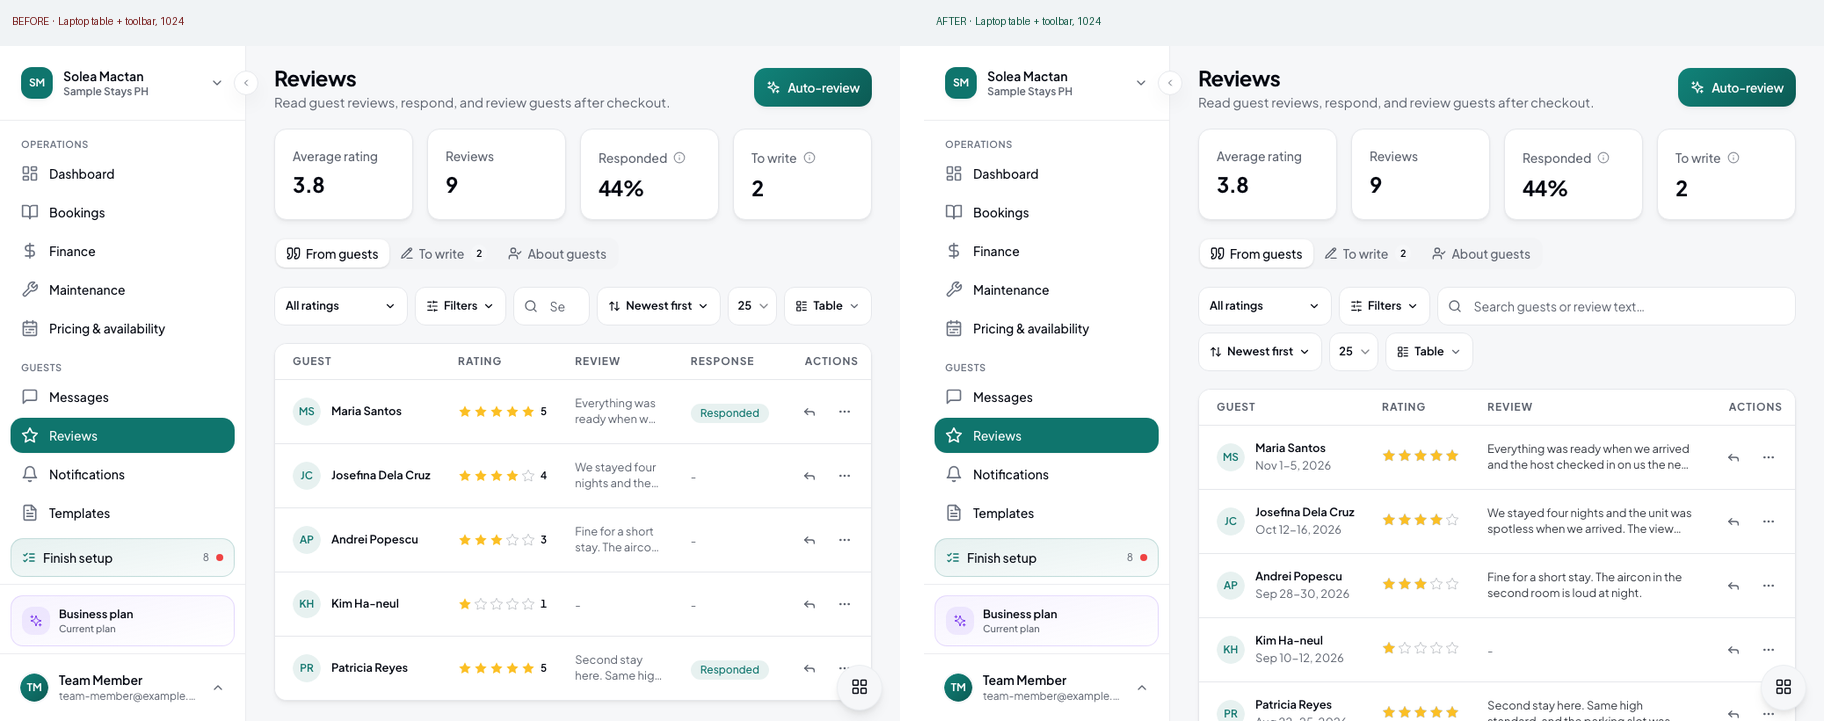 BEFORE · Laptop table + toolbar, 1024
SM
Solea Mactan
Sample Stays PH
OPERATIONS
Dashboard
Bookings
Finance
Maintenance
Pricing & availability
GUESTS
Messages
Reviews
Notifications
Templates
Finish setup 8
Business plan
Current plan
TM
Team Member
team-member@example....
Reviews
Read guest reviews, respond, and review guests after checkout.
Auto-review
Average rating
3.8
Reviews
9
Responded
44%
To write
2
From guests To write 2 About guests
All ratings Filters Se Newest first 25 Table
GUEST RATING REVIEW RESPONSE ACTIONS
MS Maria Santos 5 Everything was
ready when w... Responded
JC Josefina Dela Cruz 4 We stayed four
nights and the... -
AP Andrei Popescu 3 Fine for a short
stay. The airco... -
KH Kim Ha-neul 1 - -
PR Patricia Reyes 5 Second stay
here. Same hig... Responded
AFTER · Laptop table + toolbar, 1024
SM
Solea Mactan
Sample Stays PH
OPERATIONS
Dashboard
Bookings
Finance
Maintenance
Pricing & availability
GUESTS
Messages
Reviews
Notifications
Templates
Finish setup 8
Business plan
Current plan
TM
Team Member
team-member@example....
Reviews
Read guest reviews, respond, and review guests after checkout.
Auto-review
Average rating
3.8
Reviews
9
Responded
44%
To write
2
From guests To write 2 About guests
All ratings Filters Search guests or review text...
Newest first 25 Table
GUEST RATING REVIEW ACTIONS
MS Maria Santos Everything was ready when we arrived
Nov 1–5, 2026 and the host checked in on us the ne...
JC Josefina Dela Cruz We stayed four nights and the unit was
Oct 12–16, 2026 spotless when we arrived. The view...
AP Andrei Popescu Fine for a short stay. The aircon in the
Sep 28–30, 2026 second room is loud at night.
KH Kim Ha-neul -
Sep 10–12, 2026
PR Patricia Reyes Second stay here. Same high